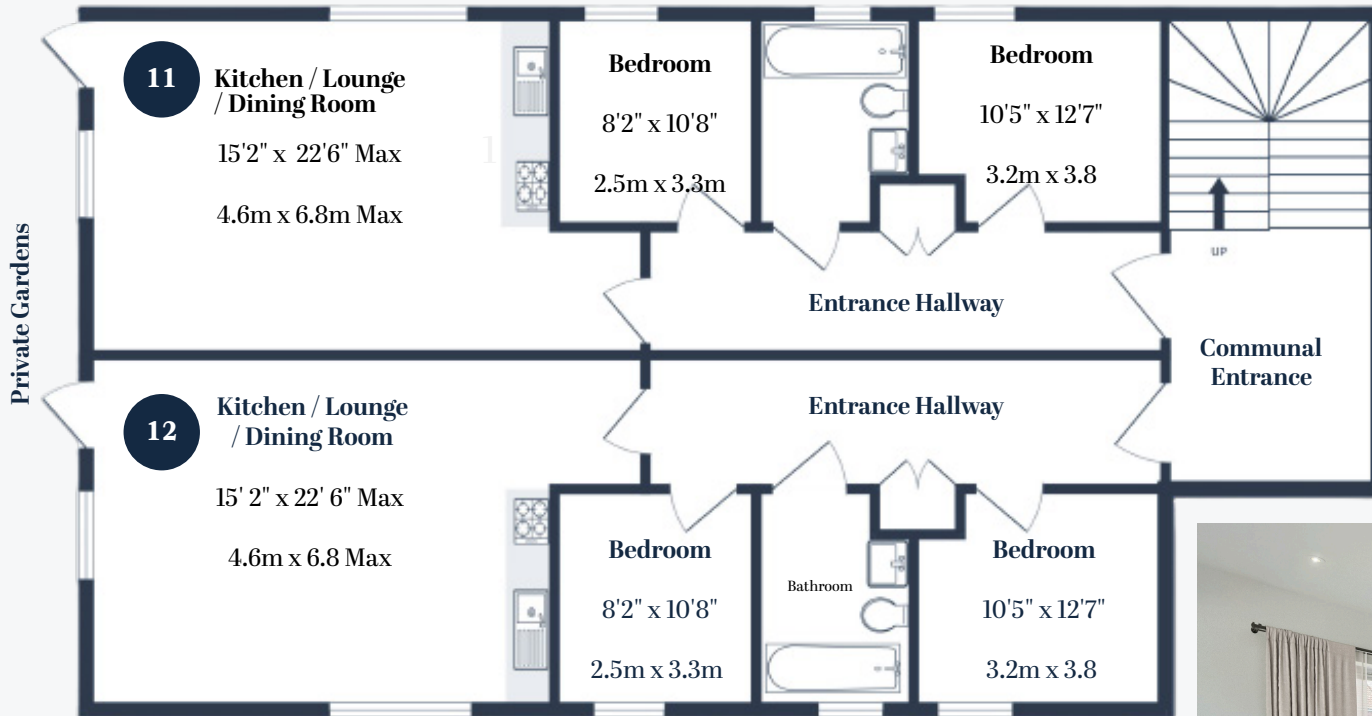 Private Gardens
11
Kitchen / Lounge
/ Dining Room
15'2" x 22'6" Max
4.6m x 6.8m Max
1
Bedroom
8'2" x 10'8"
2.5m x 3.3m
Bedroom
10'5" x 12'7"
3.2m x 3.8
UP
Entrance Hallway
Communal
Entrance
12
Kitchen / Lounge
/ Dining Room
15' 2" x 22' 6" Max
4.6m x 6.8 Max
Entrance Hallway
Bedroom
8'2" x 10'8"
2.5m x 3.3m
Bathroom
Bedroom
10'5" x 12'7"
3.2m x 3.8